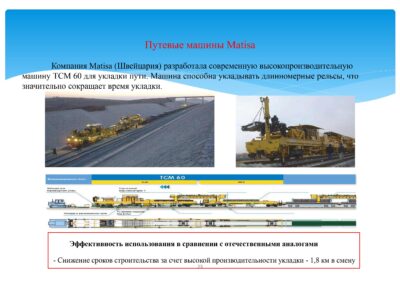 Путевые машины Matisa
Компания Matisa (Швейцария) разработала современную высокопроизводительную
машину ТСМ 60 для укладки пути. Машина способна укладывать длинномерные рельсы, что
значительно сокращает время укладки.
TCM 60
Эффективность использования в сравнении с отечественными аналогами
- Снижение сроков строительства за счет высокой производительности укладки - 1,8 км в смену